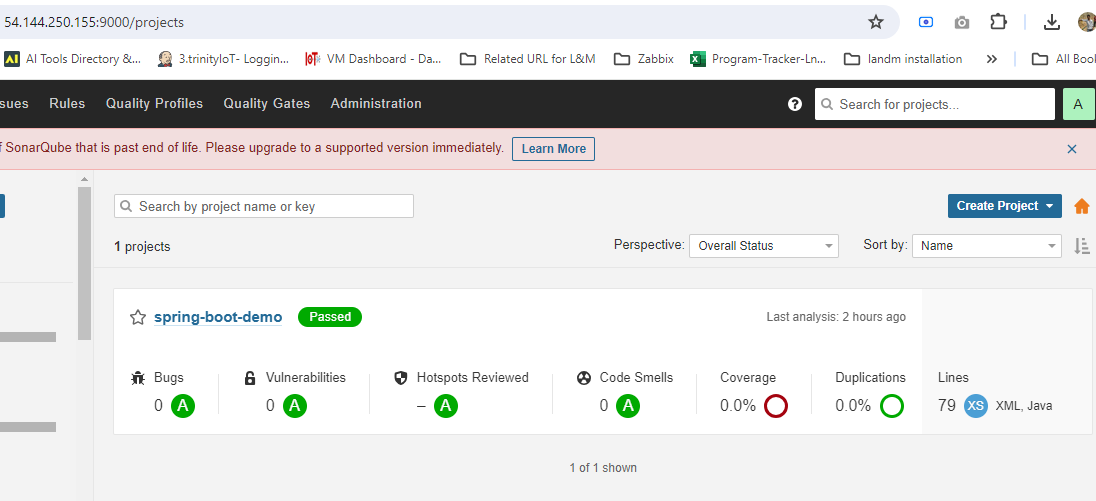 54.144.250.155:9000/projects
AI Tools Directory &... 3.trinityIoT- Loggin... VM Dashboard - Da... Related URL for L&M Zabbix Program-Tracker-Ln... landm installation » All Boo
ssues Rules Quality Profiles Quality Gates Administration ? Search for projects... A
f SonarQube that is past end of life. Please upgrade to a supported version immediately. Learn More
Search by project name or key Create Project
1 projects Perspective: Overall Status Sort by: Name
spring-boot-demo Passed Last analysis: 2 hours ago
Bugs Vulnerabilities Hotspots Reviewed Code Smells Coverage Duplications Lines
0 A 0 A – A 0 A 0.0% 0.0% 79 XS XML, Java
1 of 1 shown